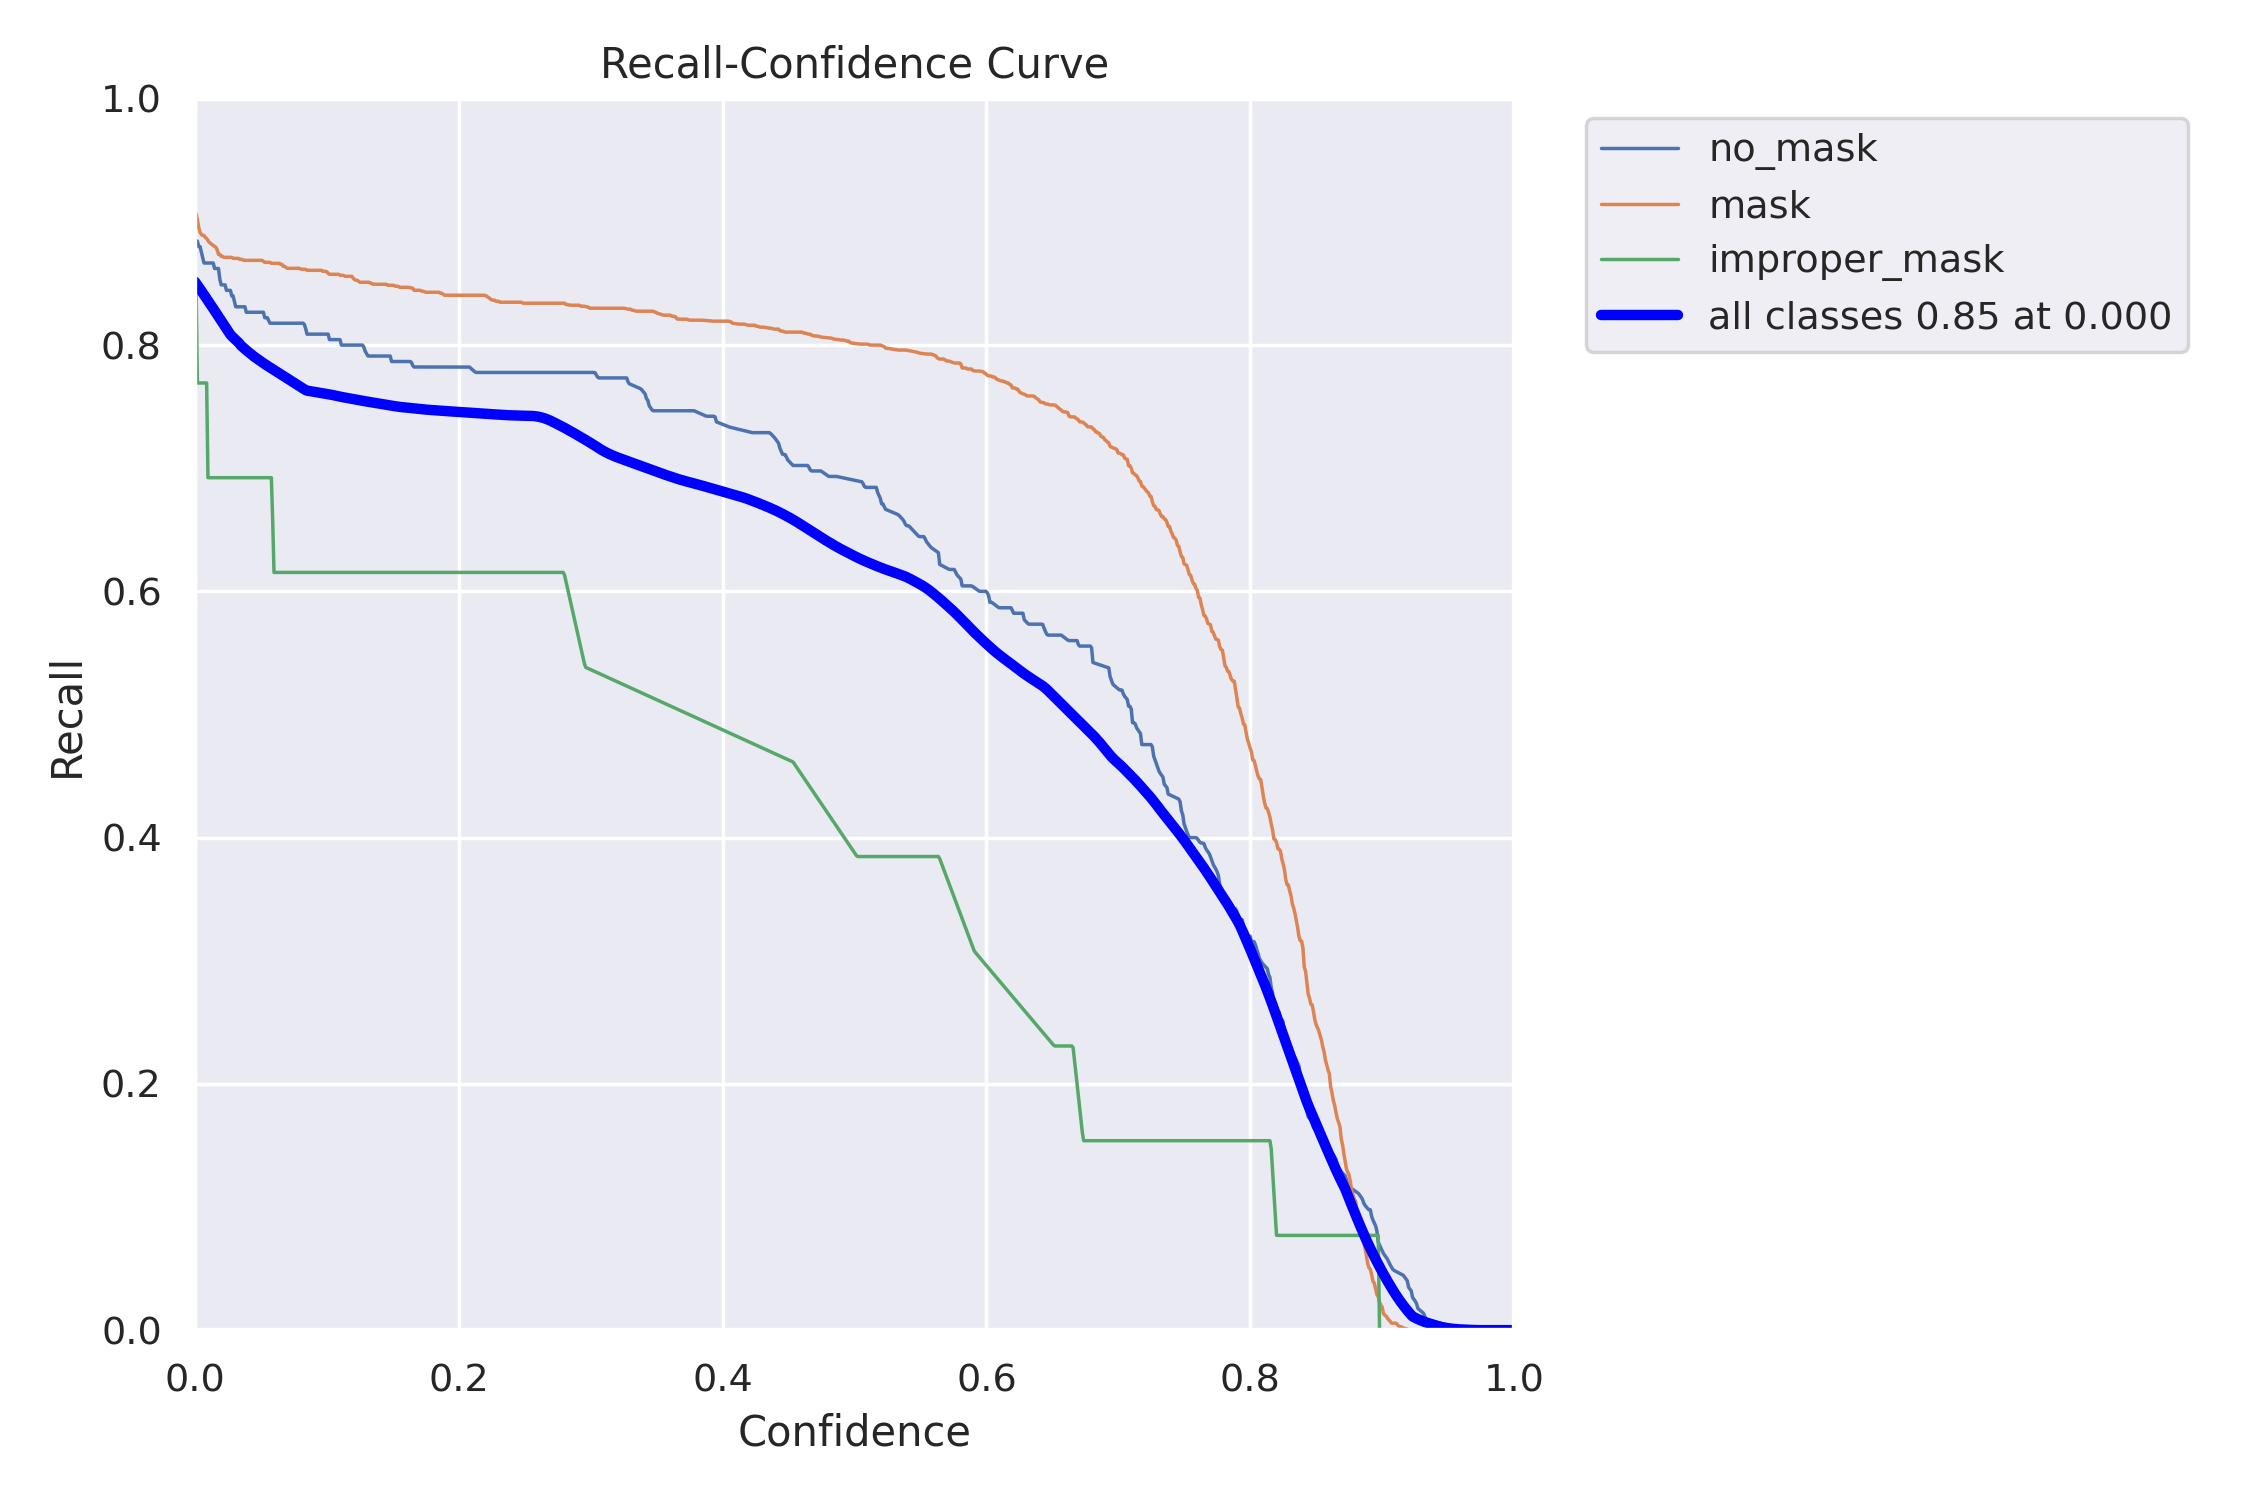 Recall-Confidence Curve
1.0
0.8
0.6
0.4
0.2
0.0
Recall
0.0 0.2 0.4 0.6 0.8 1.0
Confidence
no_mask
mask
improper_mask
all classes 0.85 at 0.000